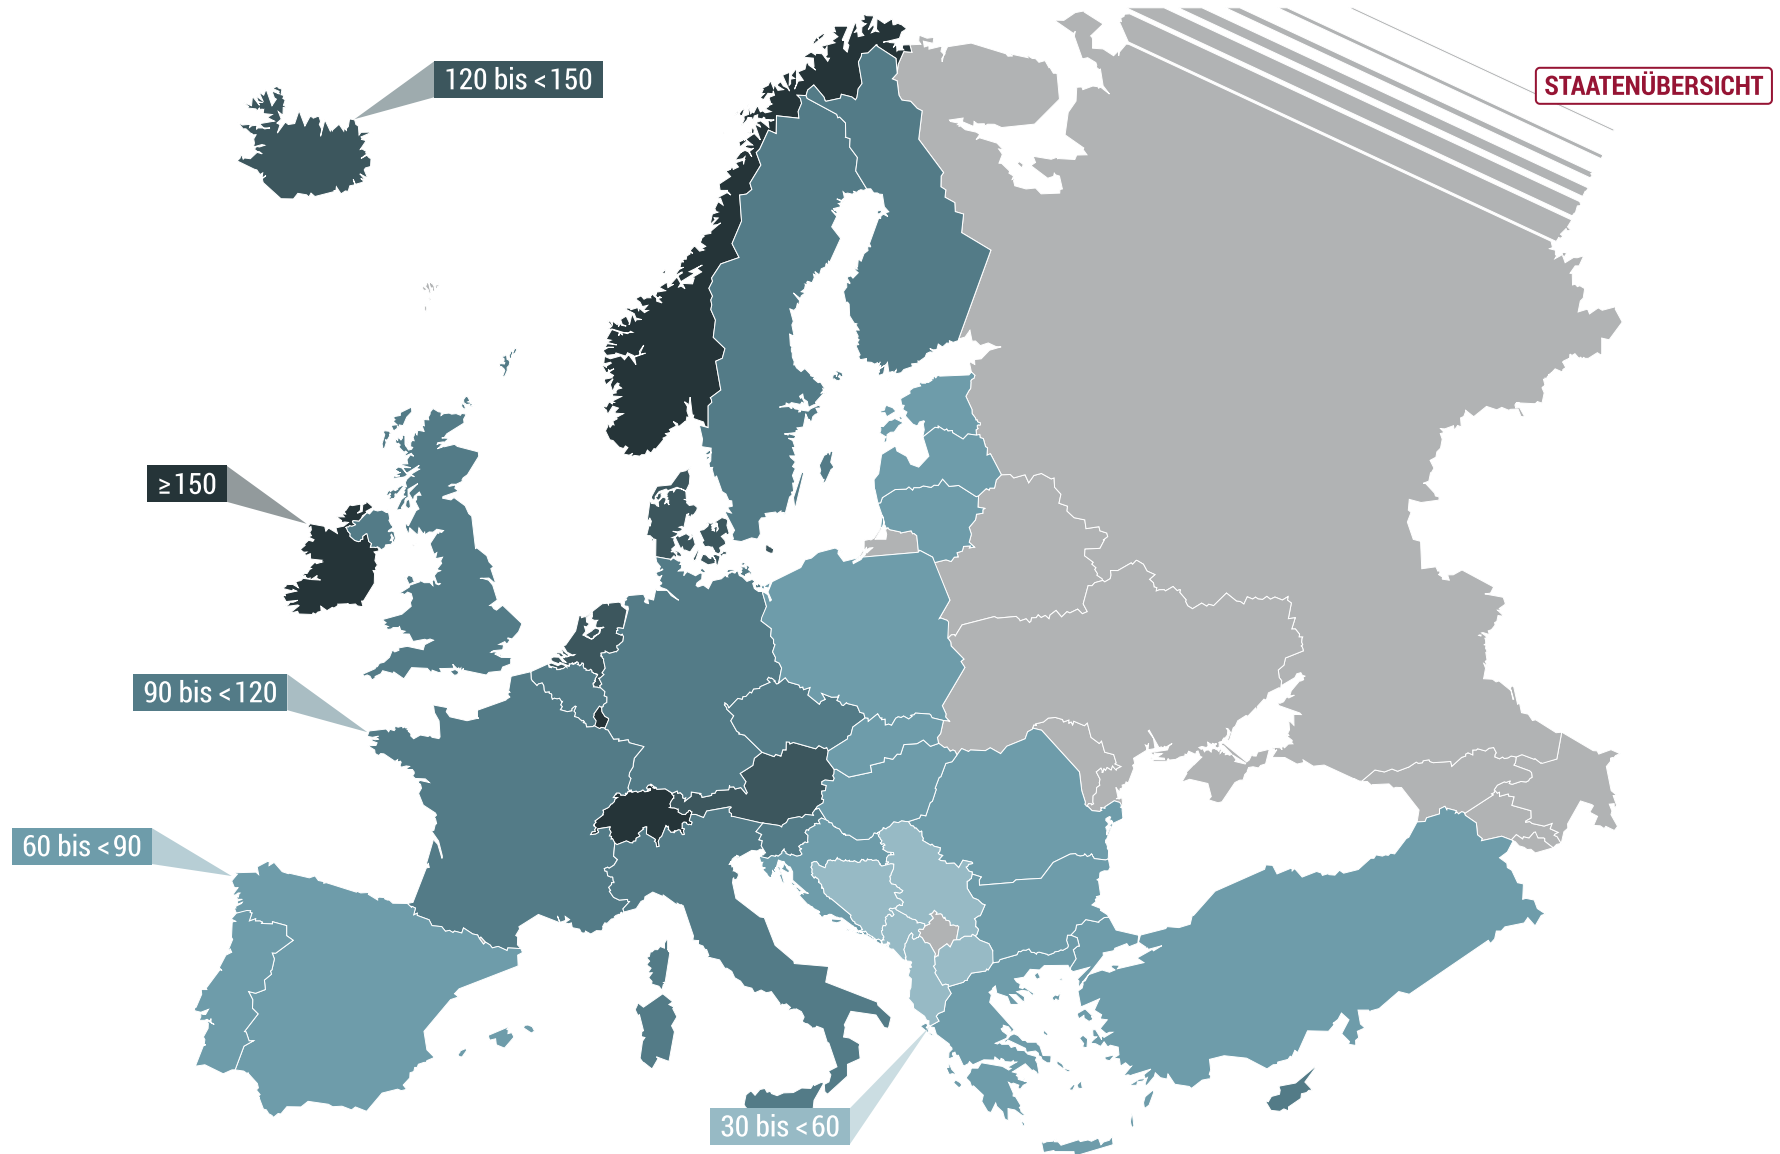 120 bis <150
STAATENÜBERSICHT
≥150
90 bis <120
60 bis <90
30 bis <60